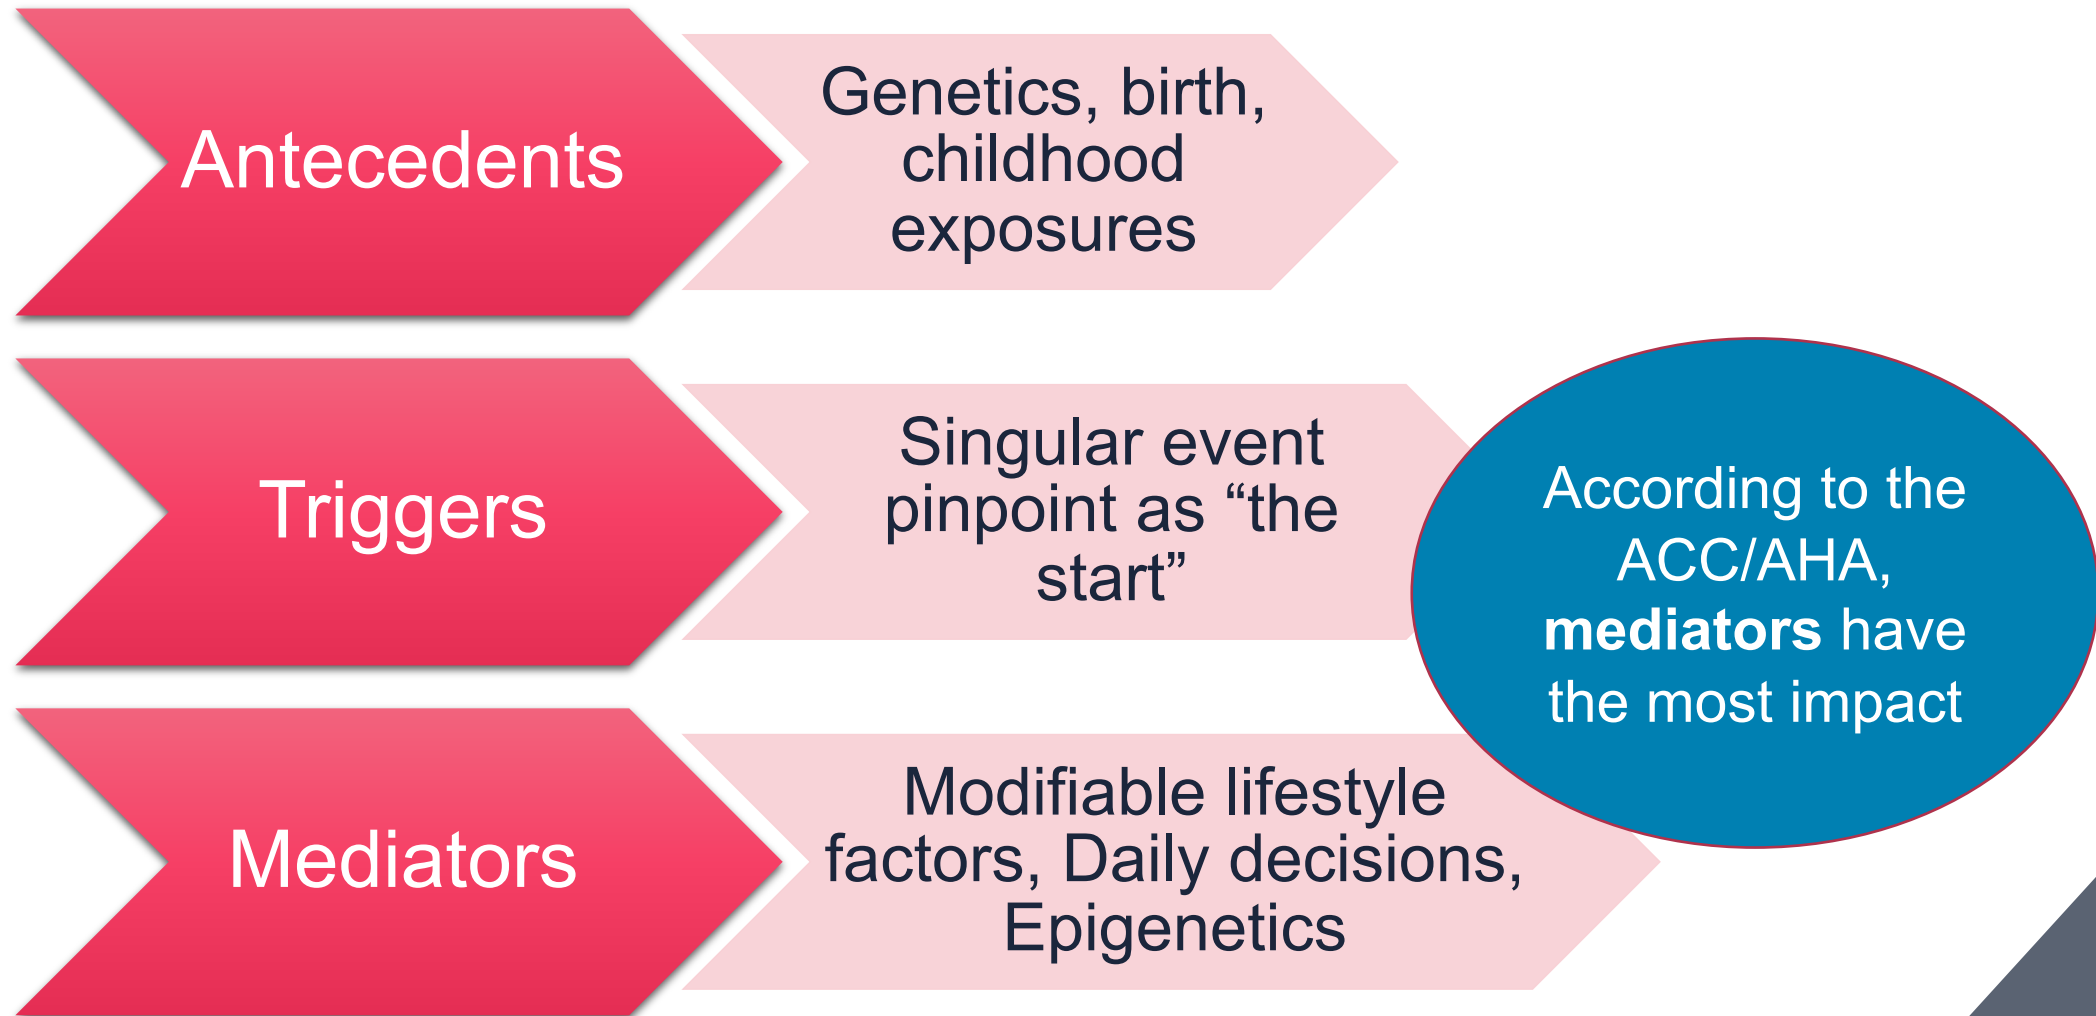 Antecedents
Genetics, birth,
childhood
exposures
Triggers
Singular event
pinpoint as “the
start”
According to the
ACC/AHA,
mediators have
the most impact
Mediators
Modifiable lifestyle
factors, Daily decisions,
Epigenetics